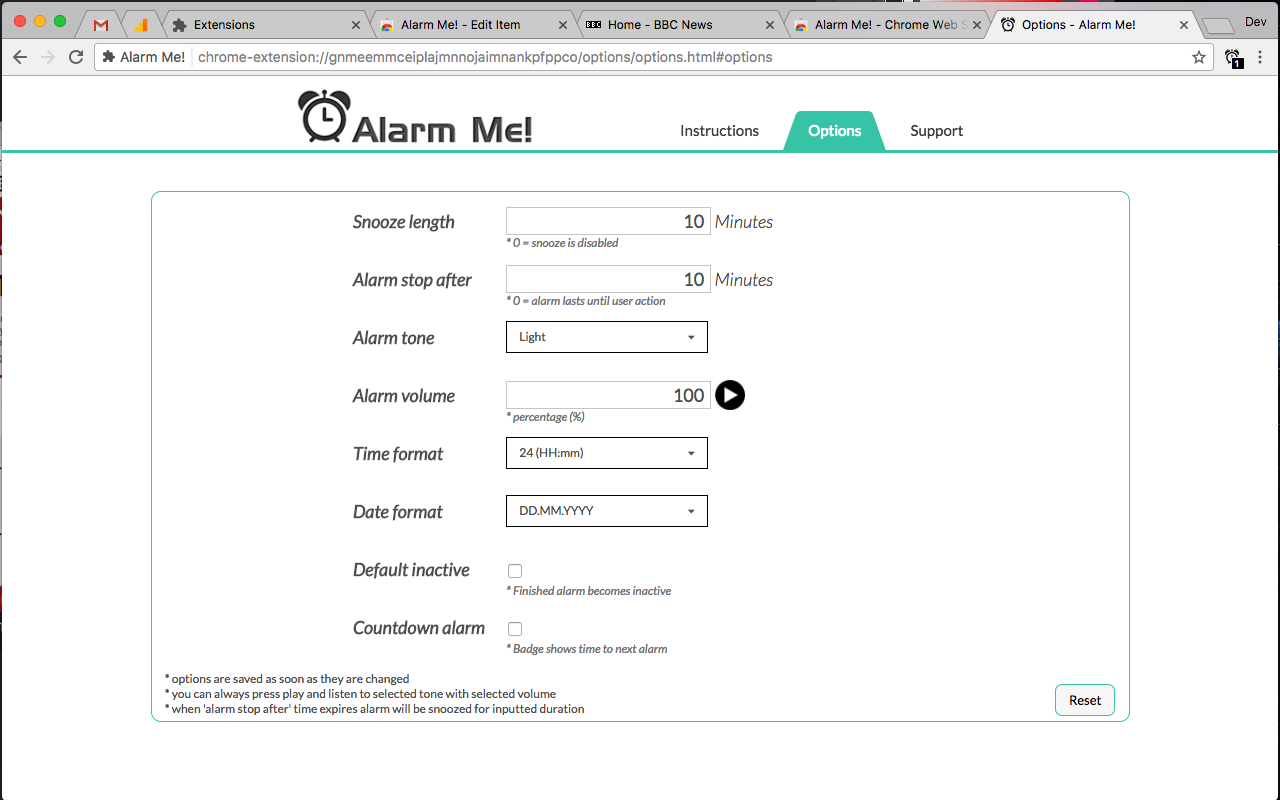 Extensions
Alarm Me! - Edit Item
BBC Home - BBC News
Alarm Me! - Chrome Web S
Options - Alarm Me!
Dev
Alarm Me! chrome-extension://gnmeemmceiplajmnnojaimnankpfppco/options/options.html#options
1
Alarm Me!
Instructions
Options
Support
Snooze length 10 Minutes
* 0 = snooze is disabled
Alarm stop after 10 Minutes
* 0 = alarm lasts until user action
Alarm tone Light
Alarm volume 100
* percentage (%)
Time format 24 (HH:mm)
Date format DD.MM.YYYY
Default inactive
* Finished alarm becomes inactive
Countdown alarm
* Badge shows time to next alarm
* options are saved as soon as they are changed
* you can always press play and listen to selected tone with selected volume
* when 'alarm stop after' time expires alarm will be snoozed for inputted duration
Reset